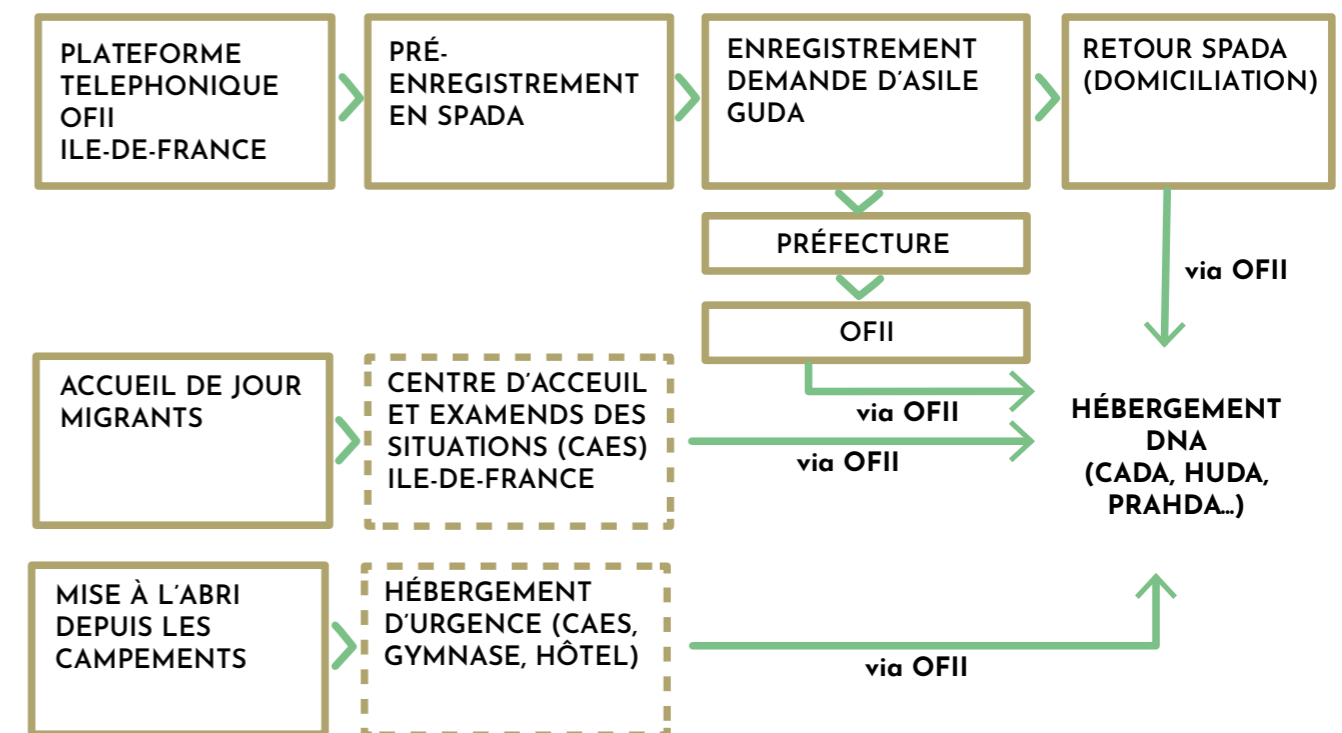 PLATEFORME
TELEPHONIQUE
OFII
ILE-DE-FRANCE
PRÉ-
ENREGISTREMENT
EN SPADA
ENREGISTREMENT
DEMANDE D'ASILE
GUDA
RETOUR SPADA
(DOMICILIATION)
PRÉFECTURE
OFII
via OFII
ACCUEIL DE JOUR
MIGRANTS
CENTRE D'ACCEUIL
ET EXAMENDS DES
SITUATIONS (CAES)
ILE-DE-FRANCE
via OFII
via OFII
HÉBERGEMENT
DNA
(CADA, HUDA,
PRAHDA...)
MISE À L'ABRI
DEPUIS LES
CAMPEMENTS
HÉBERGEMENT
D'URGENCE (CAES,
GYMNASE, HÔTEL)
via OFII